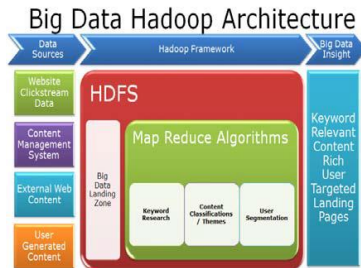 Big Data Hadoop Architecture
Data
Sources
Hadoop Framework
Big Data
Insight
Website
Clickstream
Data
Content
Management
System
External Web
Content
User
Generated
Content
HDFS
Big
Data
Landing
Zone
Map Reduce Algorithms
Keyword
Research
Content
Classifications
/ Themes
User
Segmentation
Keyword
Relevant
Content
Rich
User
Targeted
Landing
Pages